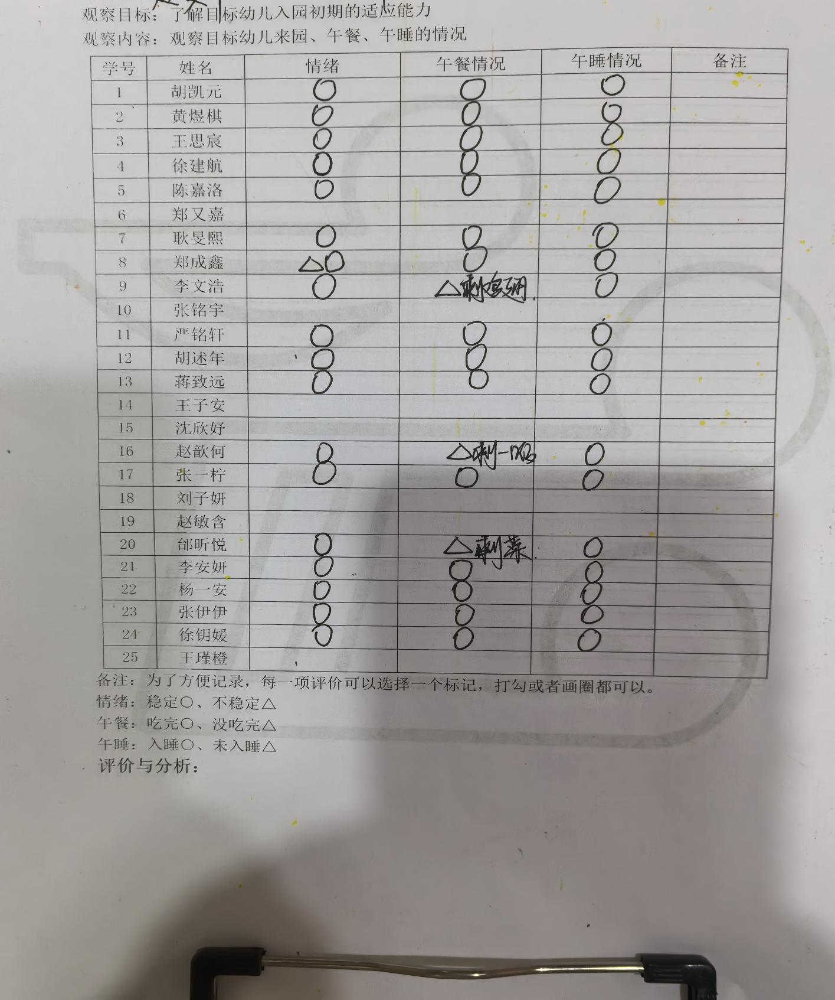 观察目标：了解目标幼儿入园初期的适应能力
观察内容：观察目标幼儿来园、午餐、午睡的情况
学号 姓名 情绪 午餐情况 午睡情况 备注
1 胡凯元 ○ ○ ○
2 黄煜棋 ○ ○ ○
3 王思宸 ○ ○ ○
4 徐建航 ○ ○ ○
5 陈嘉洛 ○ ○ ○
6 郑又嘉
7 耿旻熙 ○ ○ ○
8 郑成鑫 △○ ○ ○
9 李文浩 ○ △剩鸡翅. ○
10 张铭宇
11 严铭轩 ○ ○ ○
12 胡述年 ○ ○ ○
13 蒋致远 ○ ○ ○
14 王子安
15 沈欣妤
16 赵歆何 ○ △剩一口饭 ○
17 张一柠 ○ ○ ○
18 刘子妍
19 赵敏含
20 邰昕悦 ○ △剩菜. ○
21 李安妍 ○ ○ ○
22 杨一安 ○ ○ ○
23 张伊伊 ○ ○ ○
24 徐钥媛 ○ ○ ○
25 王瑾橙
备注：为了方便记录，每一项评价可以选择一个标记，打勾或者画圈都可以。
情绪：稳定○、不稳定△
午餐：吃完○、没吃完△
午睡：入睡○、未入睡△
评价与分析：